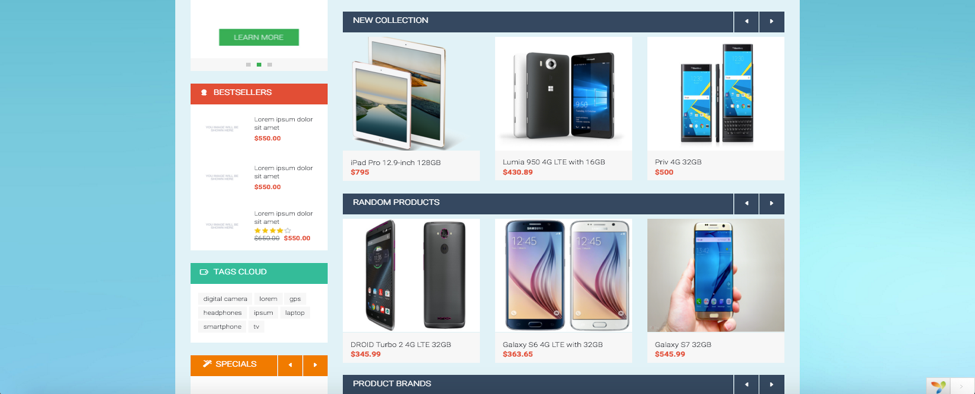 LEARN MORE
BESTSELLERS
Lorem ipsum dolor
sit amet
$550.00
Lorem ipsum dolor
sit amet
$550.00
Lorem ipsum dolor
sit amet
$650.00 $550.00
TAGS CLOUD
digital camera lorem gps
headphones ipsum laptop
smartphone tv
SPECIALS
NEW COLLECTION
iPad Pro 12.9-inch 128GB
$795
Lumia 950 4G LTE with 16GB
$430.89
Priv 4G 32GB
$500
RANDOM PRODUCTS
DROID Turbo 2 4G LTE 32GB
$345.99
Galaxy S6 4G LTE with 32GB
$363.65
Galaxy S7 32GB
$545.99
PRODUCT BRANDS